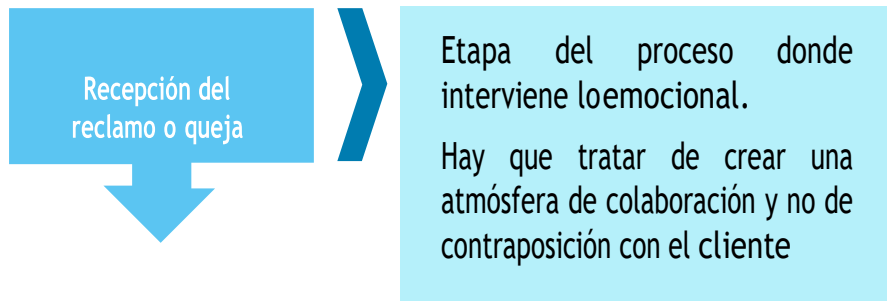 Recepción del
reclamo o queja
Etapa del proceso donde
interviene loemocional.
Hay que tratar de crear una
atmósfera de colaboración y no de
contraposición con el cliente